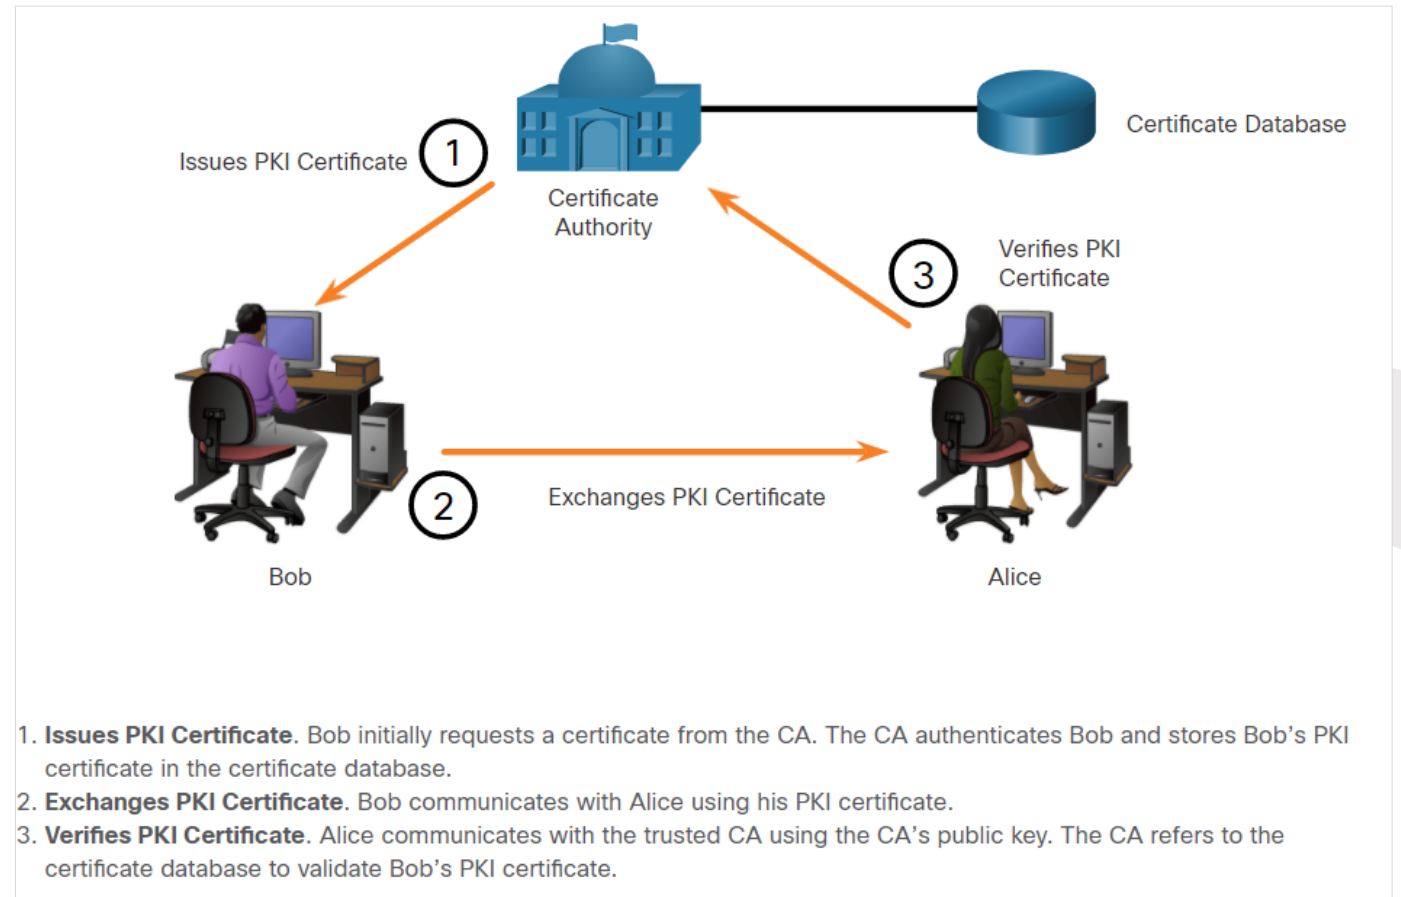 Certificate Database
Issues PKI Certificate
1
Certificate
Authority
3
Verifies PKI
Certificate
2
Exchanges PKI Certificate
Bob
Alice
1. Issues PKI Certificate. Bob initially requests a certificate from the CA. The CA authenticates Bob and stores Bob’s PKI
certificate in the certificate database.
2. Exchanges PKI Certificate. Bob communicates with Alice using his PKI certificate.
3. Verifies PKI Certificate. Alice communicates with the trusted CA using the CA’s public key. The CA refers to the
certificate database to validate Bob’s PKI certificate.